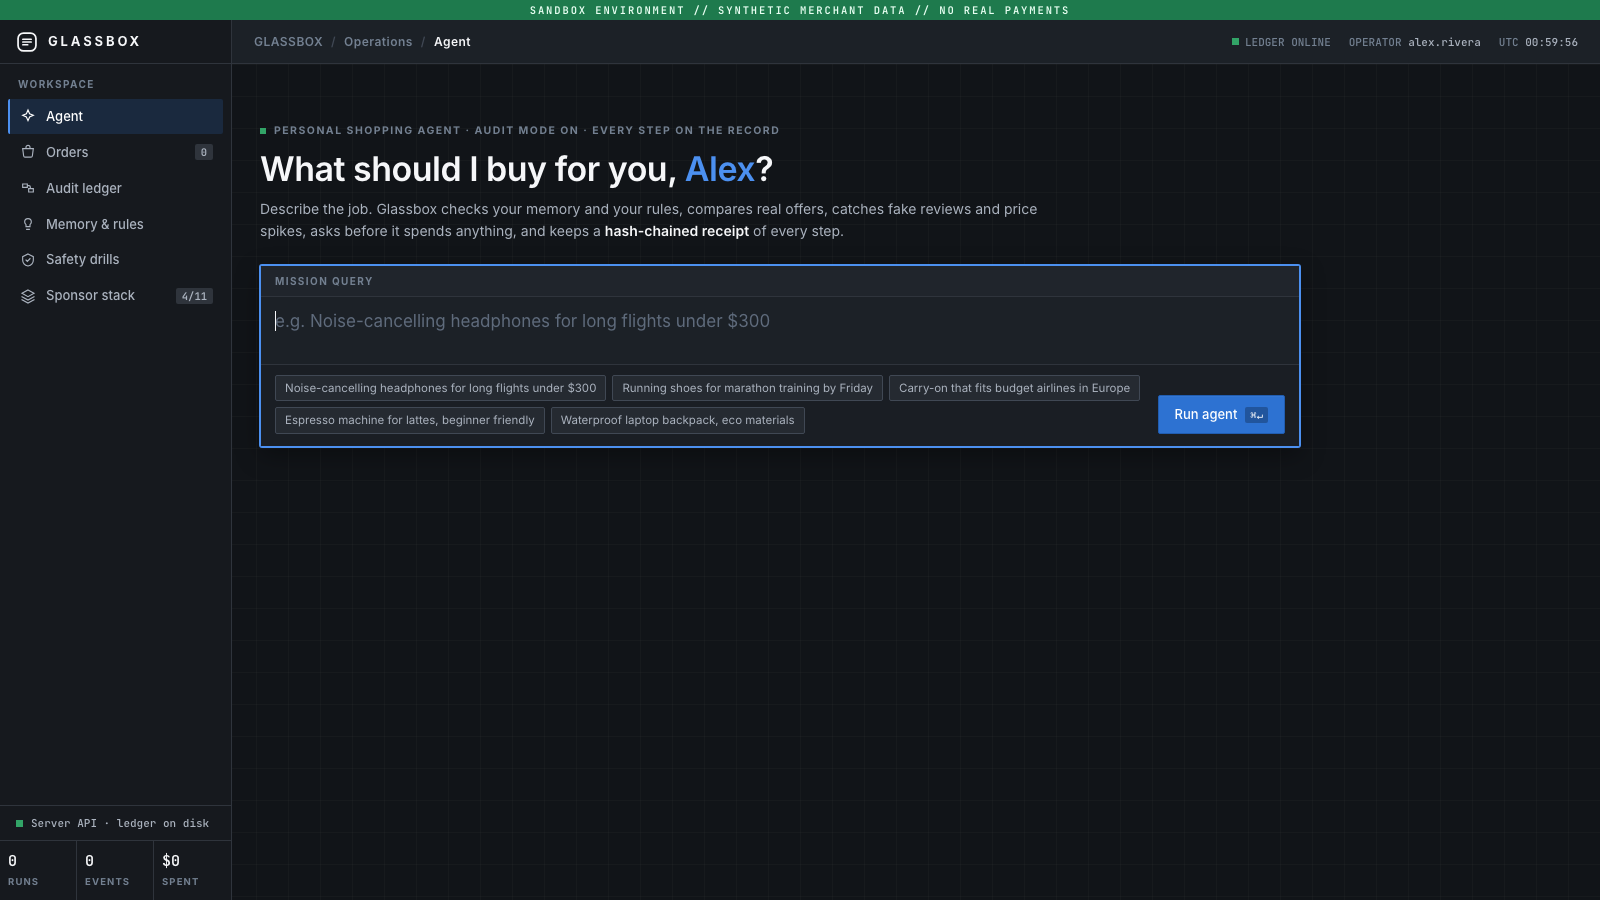 SANDBOX ENVIRONMENT // SYNTHETIC MERCHANT DATA // NO REAL PAYMENTS
GLASSBOX
GLASSBOX / Operations / Agent
LEDGER ONLINE OPERATOR alex.rivera UTC 00:59:56
WORKSPACE
Agent
Orders 0
Audit ledger
Memory & rules
Safety drills
Sponsor stack 4/11
PERSONAL SHOPPING AGENT · AUDIT MODE ON · EVERY STEP ON THE RECORD
What should I buy for you, Alex?
Describe the job. Glassbox checks your memory and your rules, compares real offers, catches fake reviews and price
spikes, asks before it spends anything, and keeps a hash-chained receipt of every step.
MISSION QUERY
e.g. Noise-cancelling headphones for long flights under $300
Noise-cancelling headphones for long flights under $300
Running shoes for marathon training by Friday
Carry-on that fits budget airlines in Europe
Espresso machine for lattes, beginner friendly
Waterproof laptop backpack, eco materials
Run agent ⌘↵
Server API · ledger on disk
0 0 $0
RUNS EVENTS SPENT